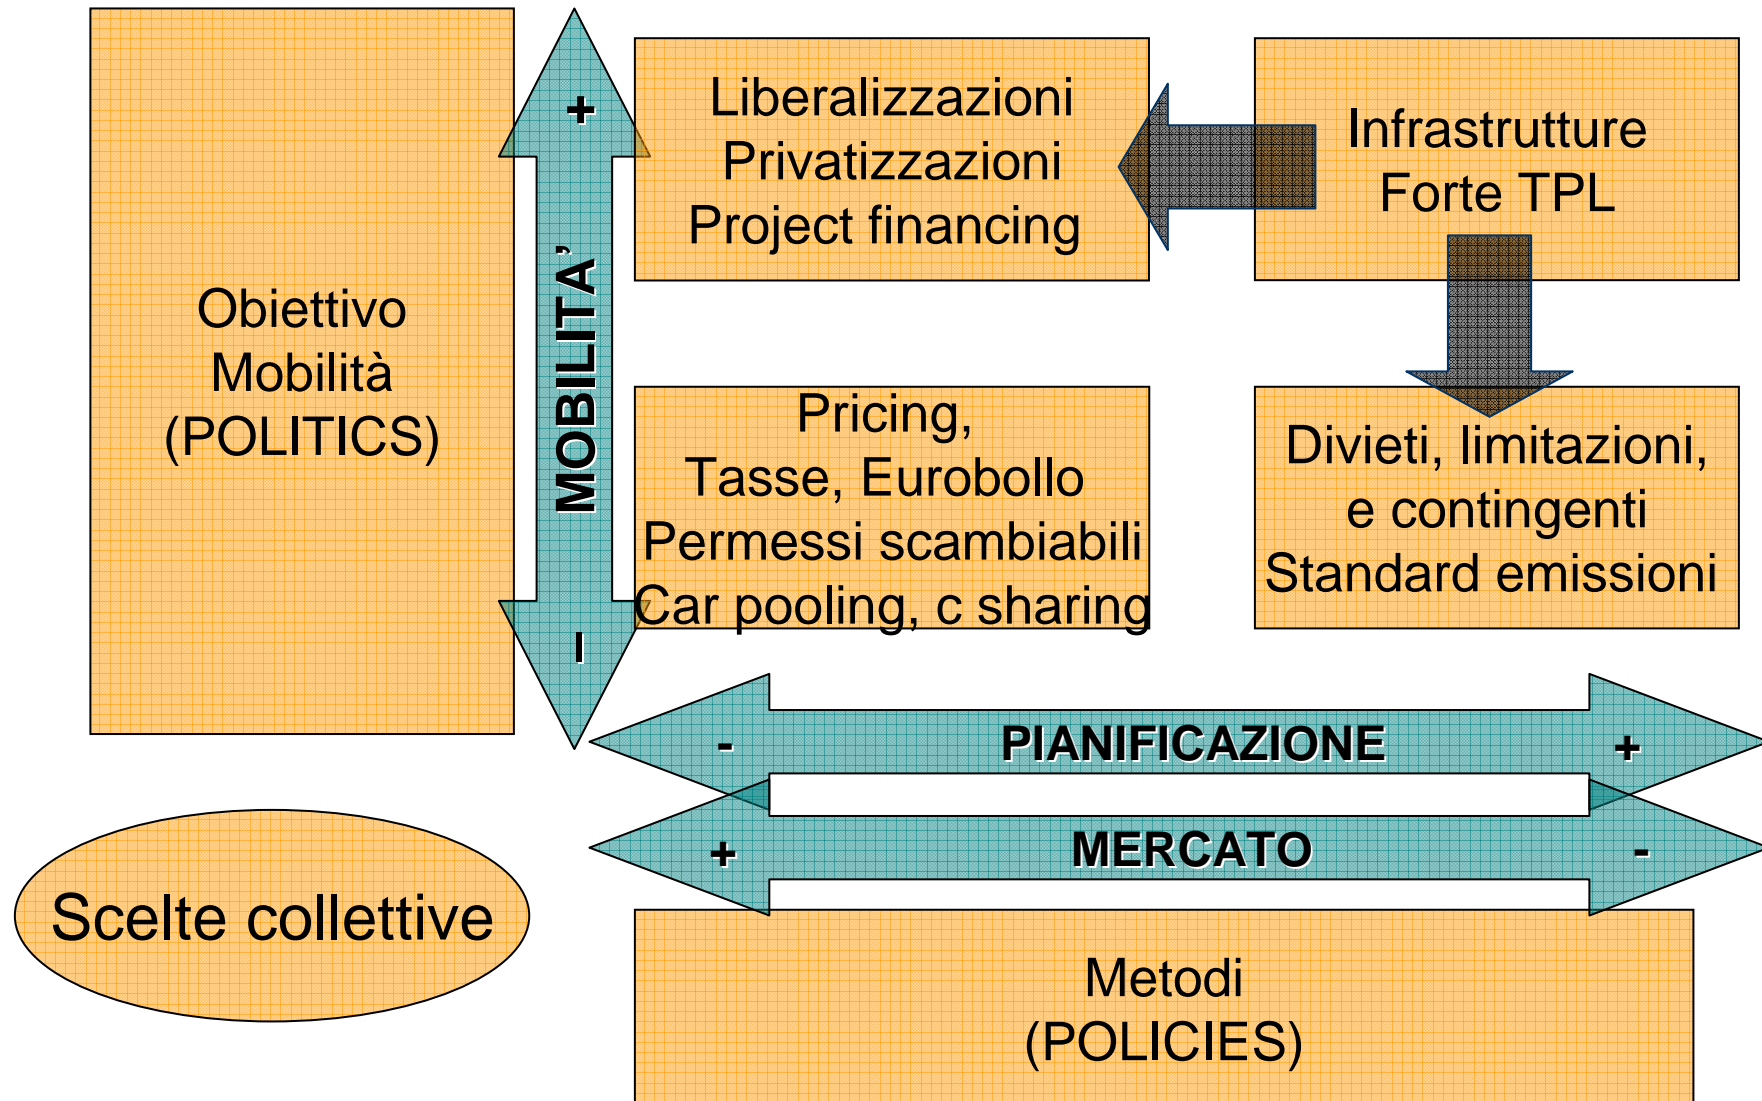 Obiettivo
Mobilità
(POLITICS)
+
MOBILITA’
–
Liberalizzazioni
Privatizzazioni
Project financing
Infrastrutture
Forte TPL
Pricing,
Tasse, Eurobollo
Permessi scambiabili
Car pooling, c sharing
Divieti, limitazioni,
e contingenti
Standard emissioni
- PIANIFICAZIONE +
+ MERCATO -
Scelte collettive
Metodi
(POLICIES)